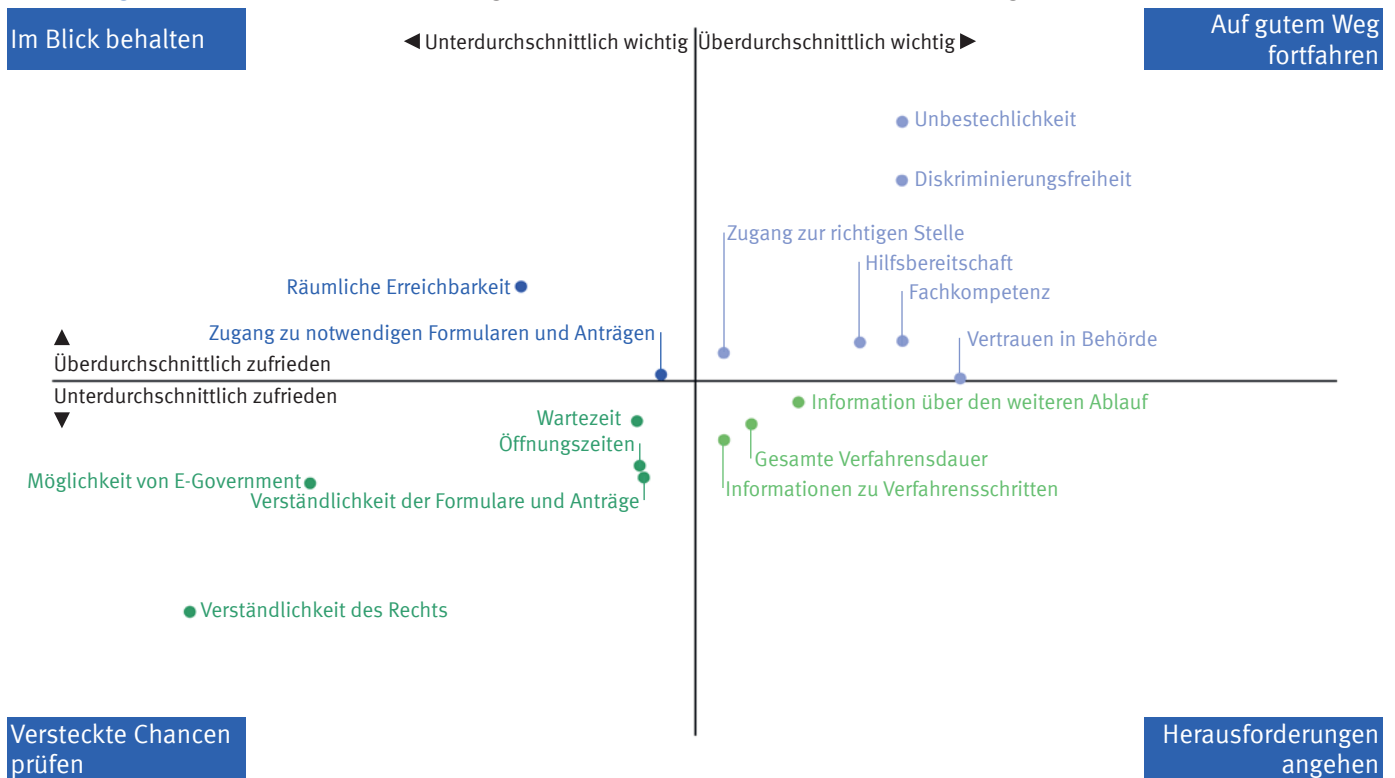 Im Blick behalten
◀ Unterdurchschnittlich wichtig
Überdurchschnittlich wichtig ▶
Auf gutem Weg
fortfahren
Unbestechlichkeit
Diskriminierungsfreiheit
Zugang zur richtigen Stelle
Hilfsbereitschaft
Räumliche Erreichbarkeit
Fachkompetenz
Zugang zu notwendigen Formularen und Anträgen
Vertrauen in Behörde
▲
Überdurchschnittlich zufrieden
Unterdurchschnittlich zufrieden
▼
Information über den weiteren Ablauf
Wartezeit
Öffnungszeiten
Gesamte Verfahrensdauer
Möglichkeit von E-Government
Informationen zu Verfahrensschritten
Verständlichkeit der Formulare und Anträge
Verständlichkeit des Rechts
Versteckte Chancen
prüfen
Herausforderungen
angehen